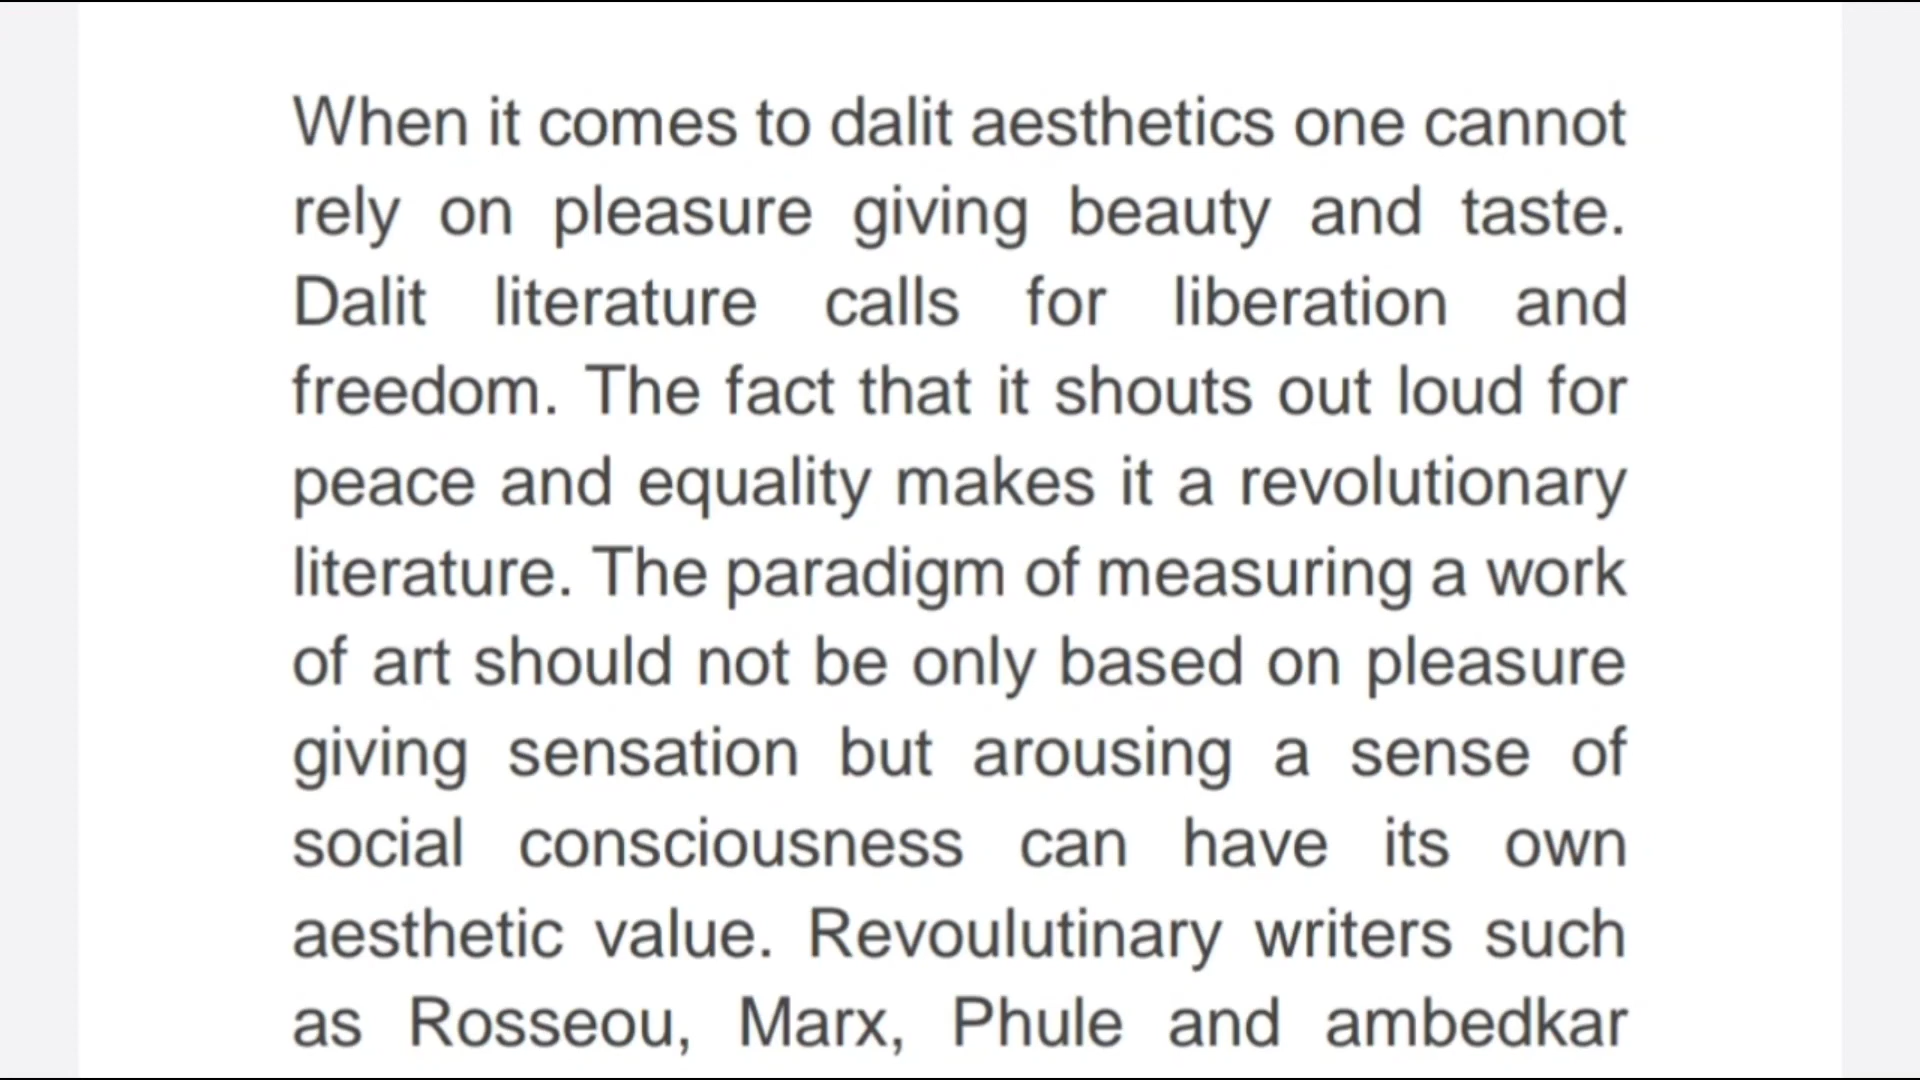 When it comes to dalit aesthetics one cannot
rely on pleasure giving beauty and taste.
Dalit literature calls for liberation and
freedom. The fact that it shouts out loud for
peace and equality makes it a revolutionary
literature. The paradigm of measuring a work
of art should not be only based on pleasure
giving sensation but arousing a sense of
social consciousness can have its own
aesthetic value. Revoulutinary writers such
as Rosseou, Marx, Phule and ambedkar